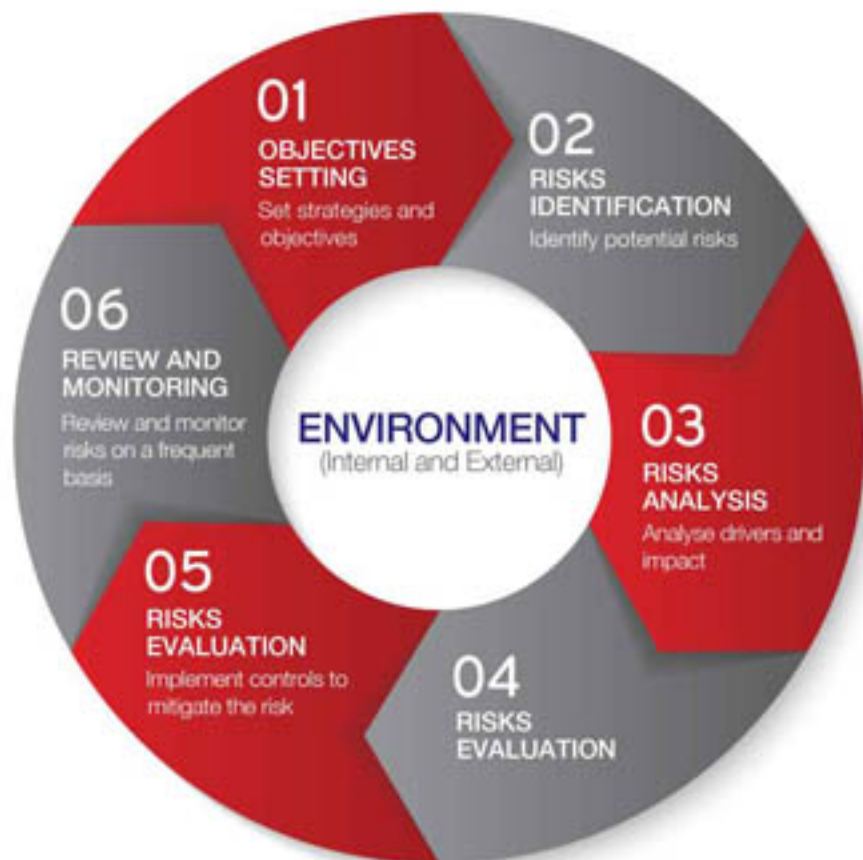 01
OBJECTIVES
SETTING
Set strategies and
objectives
02
RISKS
IDENTIFICATION
Identify potential risks
03
RISKS
ANALYSIS
Analyse drivers and
impact
04
RISKS
EVALUATION
05
RISKS
EVALUATION
Implement controls to
mitigate the risk
06
REVIEW AND
MONITORING
Review and monitor
risks on a frequent
basis
ENVIRONMENT
(Internal and External)